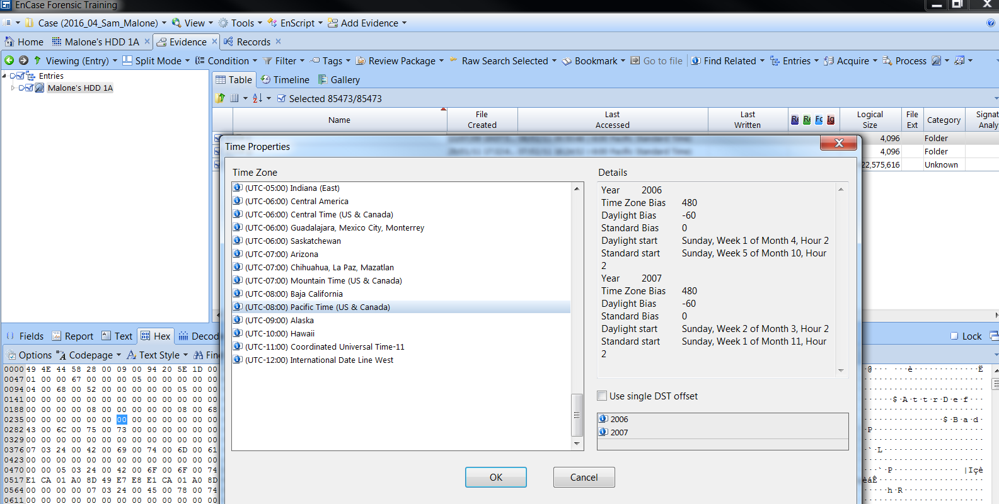 EnCase Forensic Training
Case (2016_04_Sam_Malone) View Tools EnScript Add Evidence
Home Malone's HDD 1A Evidence Records
Viewing (Entry) Split Mode Condition Filter Tags Review Package Raw Search Selected Bookmark Go to file Find Related Entries Acquire Process
Entries
Malone's HDD 1A
Table Timeline Gallery
Selected 85473/85473
Name
File Created
Last Accessed
Last Written
Re Re Fo Ig
Logical Size
File Ext
Category
Signat Analy
4,096 Folder
4,096 Folder
22,575,616 Unknown
Time Properties
Time Zone
(UTC-05:00) Indiana (East)
(UTC-06:00) Central America
(UTC-06:00) Central Time (US & Canada)
(UTC-06:00) Guadalajara, Mexico City, Monterrey
(UTC-06:00) Saskatchewan
(UTC-07:00) Arizona
(UTC-07:00) Chihuahua, La Paz, Mazatlan
(UTC-07:00) Mountain Time (US & Canada)
(UTC-08:00) Baja California
(UTC-08:00) Pacific Time (US & Canada)
(UTC-09:00) Alaska
(UTC-10:00) Hawaii
(UTC-11:00) Coordinated Universal Time-11
(UTC-12:00) International Date Line West
Details
Year 2006
Time Zone Bias 480
Daylight Bias -60
Standard Bias 0
Daylight start Sunday, Week 1 of Month 4, Hour 2
Standard start Sunday, Week 5 of Month 10, Hour
2
Year 2007
Time Zone Bias 480
Daylight Bias -60
Standard Bias 0
Daylight start Sunday, Week 2 of Month 3, Hour 2
Standard start Sunday, Week 1 of Month 11, Hour
2
Use single DST offset
2006
2007
OK Cancel
Fields Report Text Hex Decod
Lock
Options Codepage Text Style Fin
0000 49 4E 44 58 28 00 09 00 94 20 5E 1D 00
0047 01 00 00 67 00 00 00 05 00 00 00 00 00
0094 04 00 68 00 52 00 00 00 00 05 00 00
0141 00 00 00 00 00 00 00 00 00 00 00 00 00
0188 00 00 00 00 08 00 00 00 00 08 00 68
0235 00 00 00 00 00 00 00 00 00 00 00 00 00
0282 43 00 6C 00 75 00 73 00 00 00 00 00 00
0329 00 00 00 00 00 00 00 00 00 00 00 00 00
0376 07 03 24 00 42 00 69 00 74 00 6D 00 61
0423 00 00 00 00 00 00 00 00 00 00 00 00 00
0470 00 00 05 03 24 00 42 00 6F 00 6F 00 74
0517 E1 CA 01 A0 8D 49 E7 E8 E1 CA 01 A0 8D
0564 00 00 00 00 07 03 24 00 45 00 78 00 74
0611 00 00 00 00 00 00 00 00 00 00 00 00 00
$·AttrDef
$·Bad